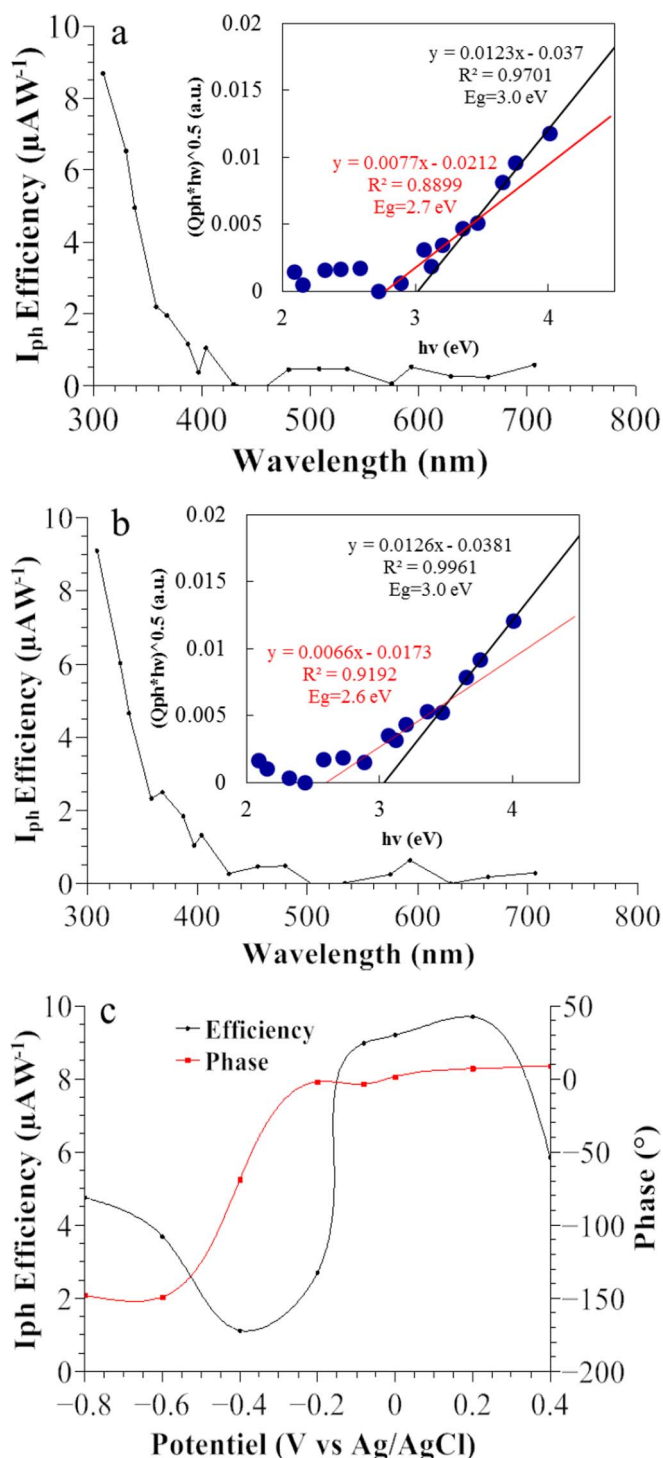 a
I_ph Efficiency (µAW⁻¹)
10
8
6
4
2
0
300 400 500 600 700 800
Wavelength (nm)
((Qph*hv)^0.5 (a.u.)
0.02
0.015
0.01
0.005
0
2 3 4
hv (eV)
y = 0.0123x - 0.037
R² = 0.9701
Eg=3.0 eV
y = 0.0077x - 0.0212
R² = 0.8899
Eg=2.7 eV
b
I_ph Efficiency (µAW⁻¹)
10
8
6
4
2
0
300 400 500 600 700 800
Wavelength (nm)
((Qph*hv)^0.5 (a.u.)
0.02
0.015
0.01
0.005
0
2 3 4
hv (eV)
y = 0.0126x - 0.0381
R² = 0.9961
Eg=3.0 eV
y = 0.0066x - 0.0173
R² = 0.9192
Eg=2.6 eV
c
Efficiency
Phase
Iph Efficiency (µAW⁻¹)
10
8
6
4
2
0
Phase (°)
50
0
−50
−100
−150
−200
−0.8 −0.6 −0.4 −0.2 0 0.2 0.4
Potentiel (V vs Ag/AgCl)